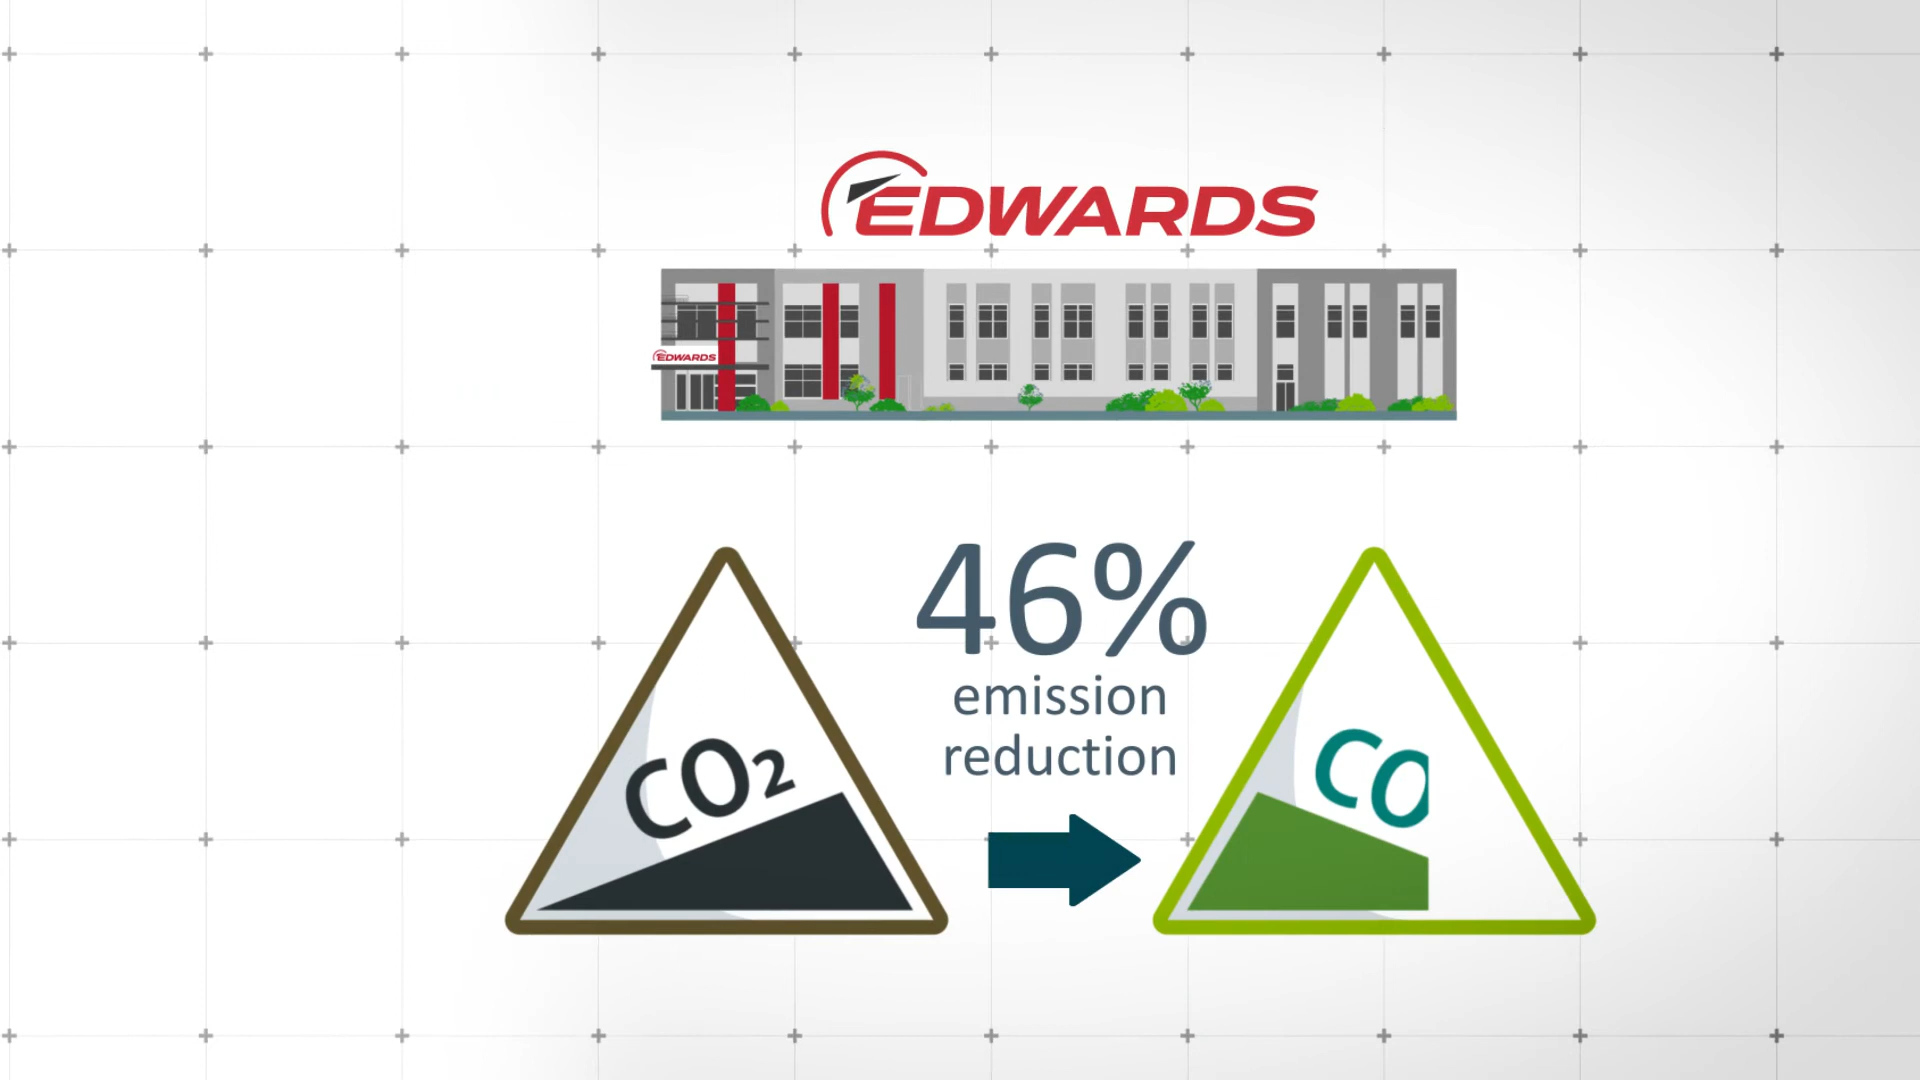 EDWARDS
EDWARDS
46%
emission
reduction
CO2
CO